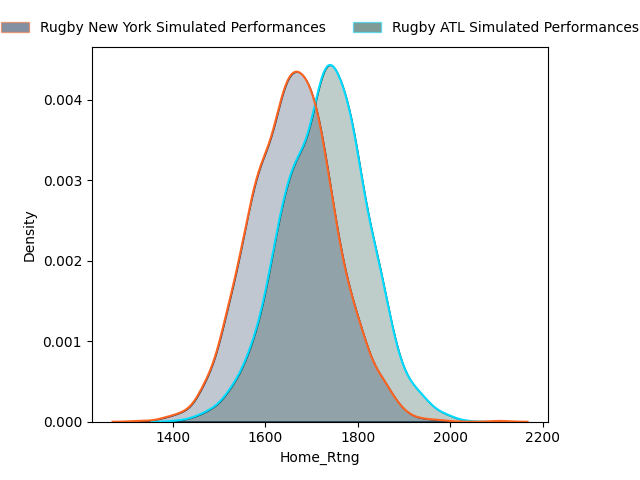 Rugby New York Simulated Performances Rugby ATL Simulated Performances
0.004
0.003
0.002
0.001
0.000
Density
1400 1600 1800 2000 2200
Home_Rtng